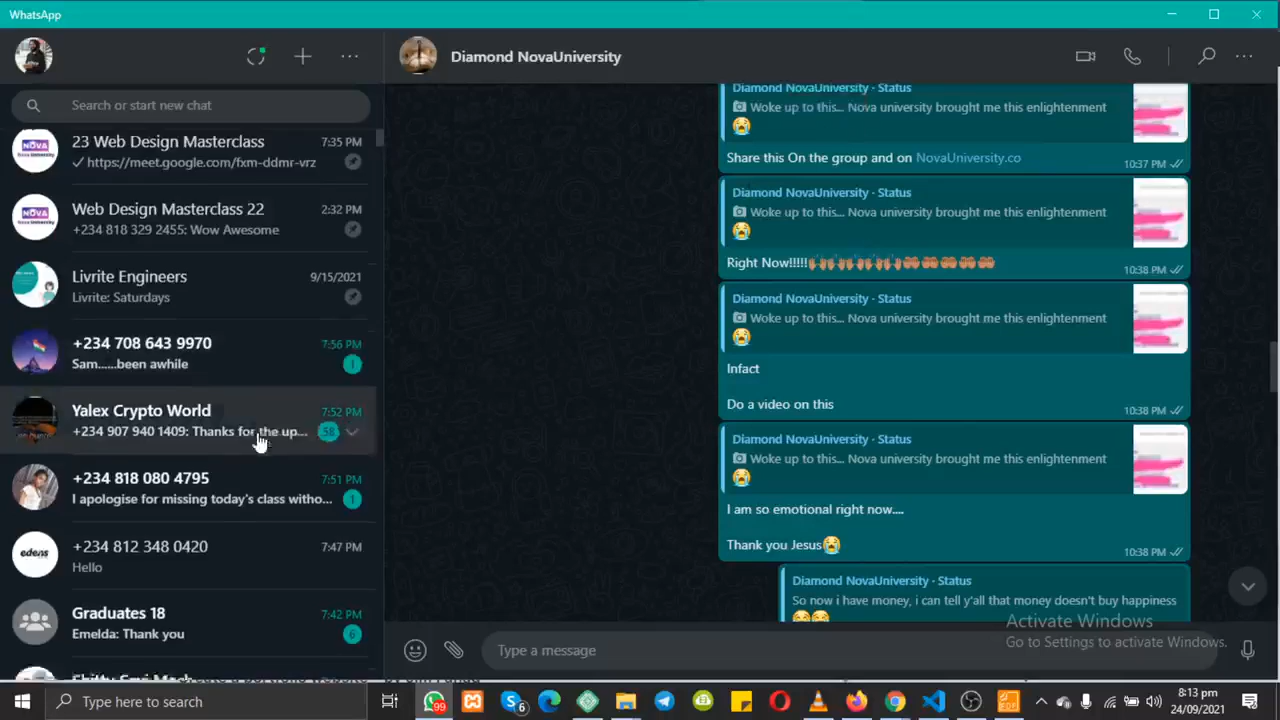 WhatsApp
Diamond NovaUniversity
Search or start new chat
23 Web Design Masterclass 7:35 PM
https://meet.google.com/fxm-ddmr-vrz
NOVA
Nova University
Web Design Masterclass 22 2:32 PM
+234 818 329 2455: Wow Awesome
NOVA
Nova University
Livrite Engineers 9/15/2021
Livrite: Saturdays
+234 708 643 9970 7:56 PM
Sam......been awhile 1
Yalex Crypto World 7:52 PM
+234 907 940 1409: Thanks for the up... 58
+234 818 080 4795 7:51 PM
I apologise for missing today's class witho... 1
edens
+234 812 348 0420 7:47 PM
Hello
Graduates 18 7:42 PM
Emelda: Thank you 6
Diamond NovaUniversity · Status
Woke up to this... Nova university brought me this enlightenment
😭
Share this On the group and on NovaUniversity.co
10:37 PM
Diamond NovaUniversity · Status
Woke up to this... Nova university brought me this enlightenment
😭
Right Now!!!!!
10:38 PM
Diamond NovaUniversity · Status
Woke up to this... Nova university brought me this enlightenment
😭
Infact
Do a video on this
10:38 PM
Diamond NovaUniversity · Status
Woke up to this... Nova university brought me this enlightenment
😭
I am so emotional right now....
Thank you Jesus😭
10:38 PM
Diamond NovaUniversity · Status
So now i have money, i can tell y'all that money doesn't buy happiness
Activate Windows
Go to Settings to activate Windows.
Type a message
Type here to search
99
6
8:13 pm
24/09/2021